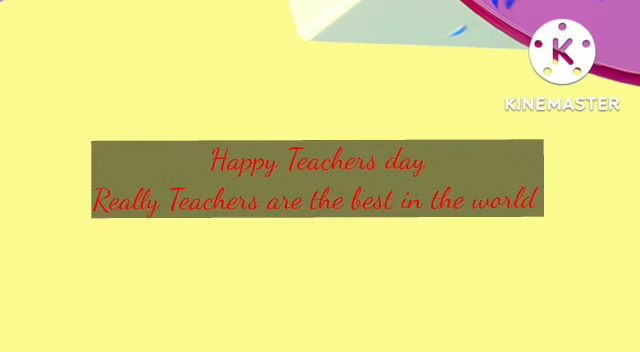 K
KINEMASTER
Happy Teachers day
Really Teachers are the best in the world